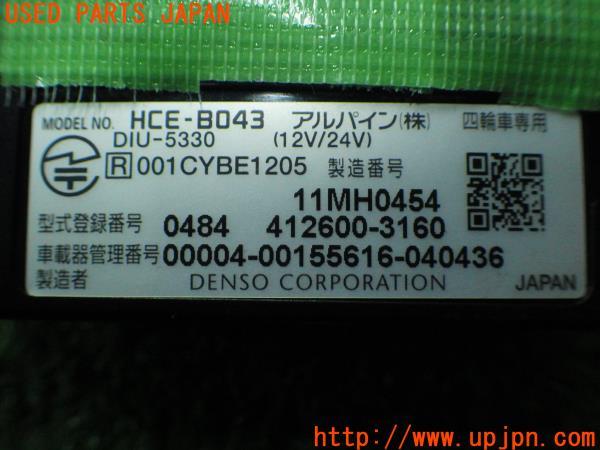 USED PARTS JAPAN
MODEL NO. HCE-B043 アルパイン(株) 四輪車専用
DIU-5330 (12V/24V)
R 001CYBE1205 製造番号
11MH0454
型式登録番号 0484 412600-3160
車載器管理番号 00004-00155616-040436
製造者 DENSO CORPORATION JAPAN
http://www.upjpn.com/